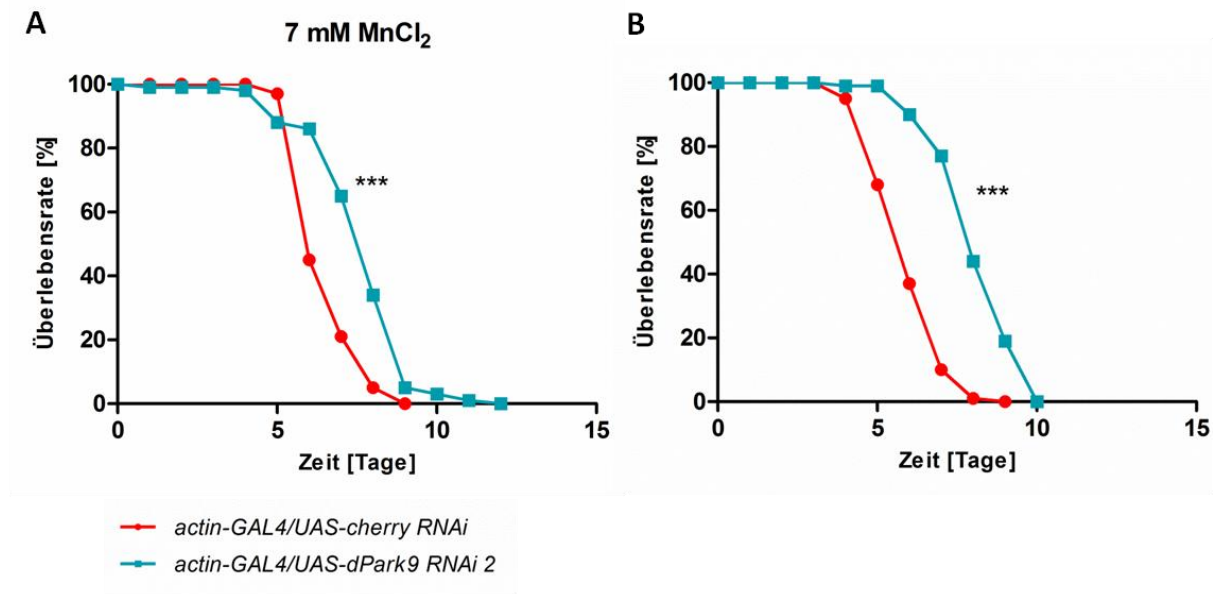 A
7 mM MnCl₂
Überlebensrate [%]
100
80
60
40
20
0
***
0 5 10 15
Zeit [Tage]
B
Überlebensrate [%]
100
80
60
40
20
0
***
0 5 10 15
Zeit [Tage]
actin-GAL4/UAS-cherry RNAi
actin-GAL4/UAS-dPark9 RNAi 2